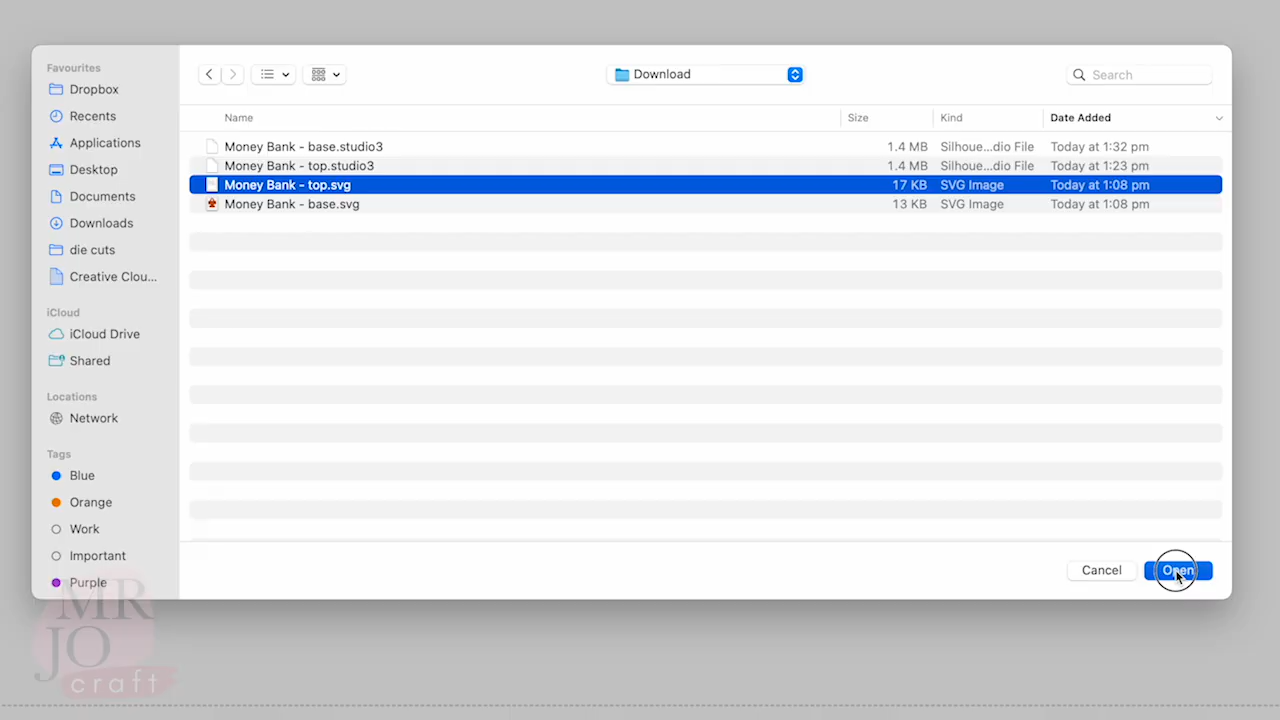 Favourites
Dropbox
Recents
Applications
Desktop
Documents
Downloads
die cuts
Creative Clou...
iCloud
iCloud Drive
Shared
Locations
Network
Tags
Blue
Orange
Work
Important
Purple
Download
Search
Name Size Kind Date Added
Money Bank - base.studio3 1.4 MB Silhoue...dio File Today at 1:32 pm
Money Bank - top.studio3 1.4 MB Silhoue...dio File Today at 1:23 pm
Money Bank - top.svg 17 KB SVG Image Today at 1:08 pm
Money Bank - base.svg 13 KB SVG Image Today at 1:08 pm
Cancel Open
MR
JO
craft